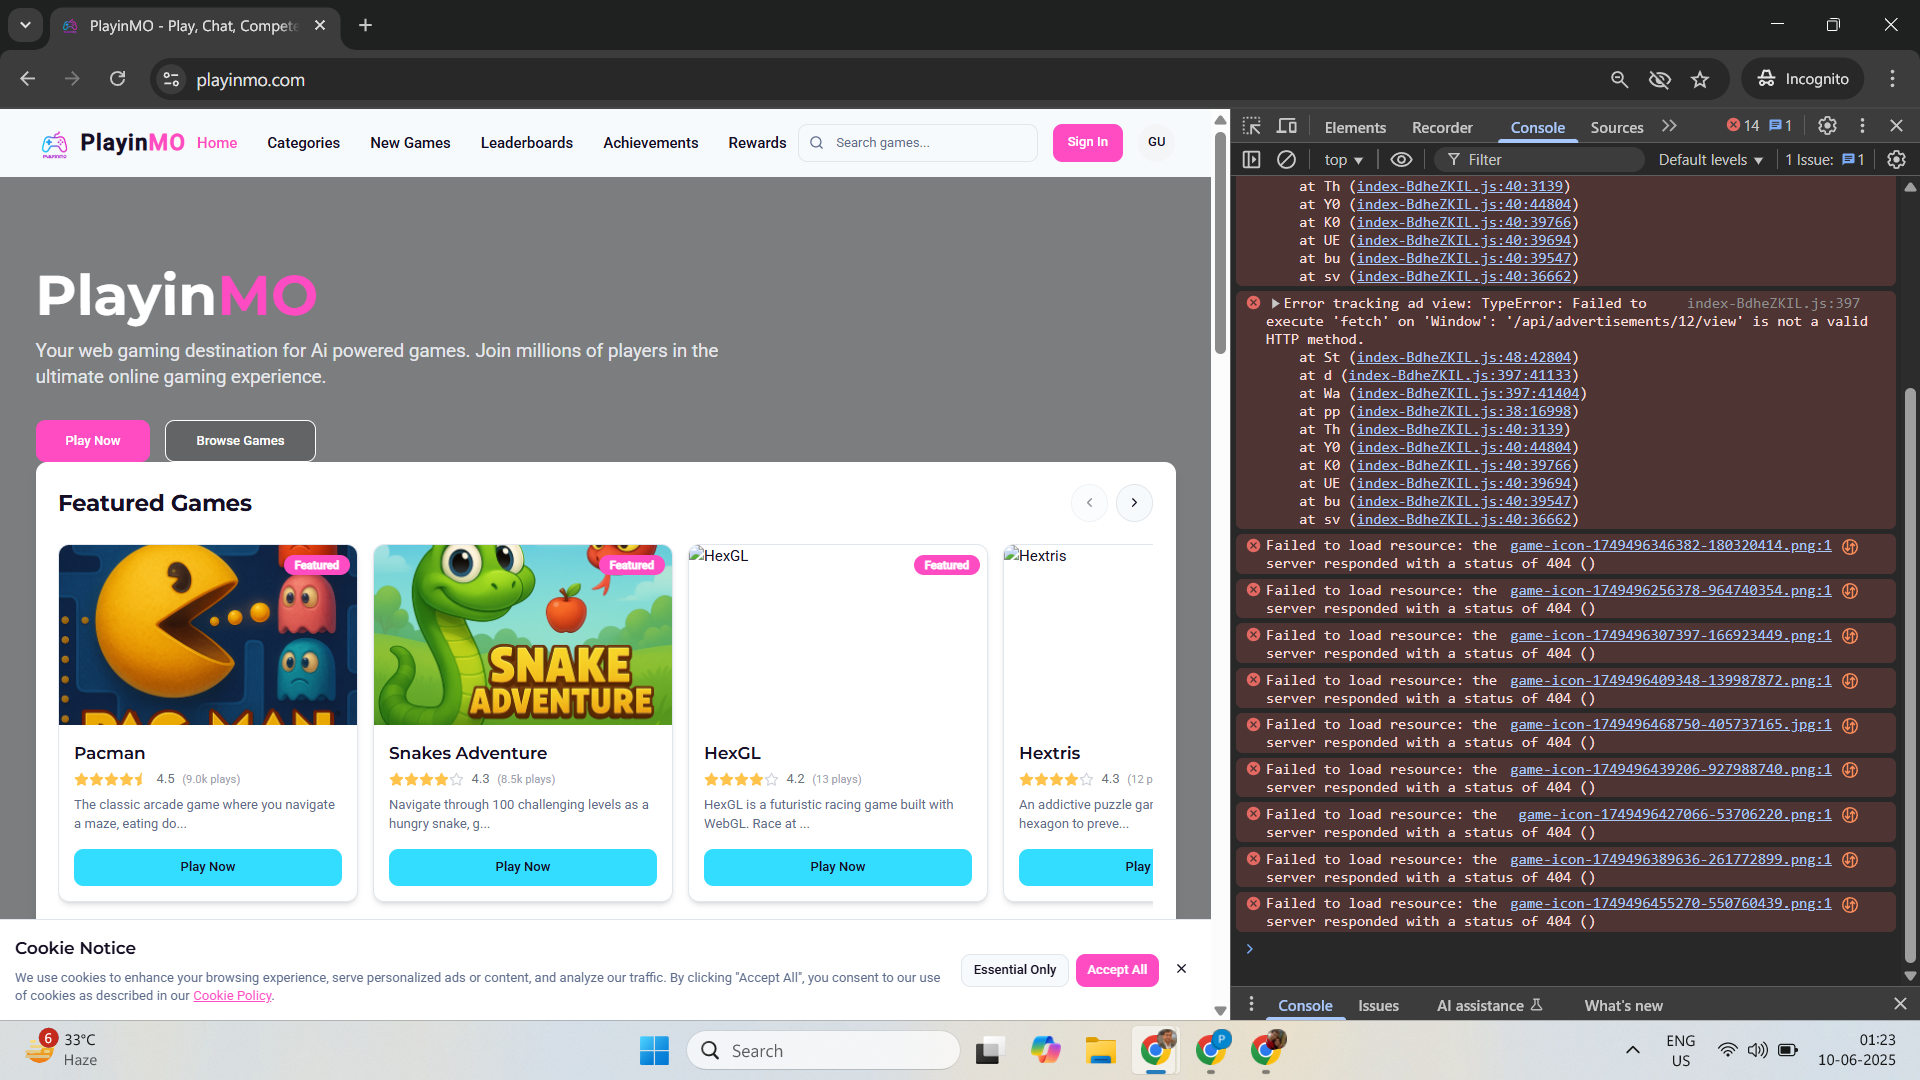 PlayinMO - Play, Chat, Compete
playinmo.com
Incognito
PlayinMO
Home
Categories
New Games
Leaderboards
Achievements
Rewards
Search games...
Sign In
GU
PlayinMO
Your web gaming destination for Ai powered games. Join millions of players in the
ultimate online gaming experience.
Play Now
Browse Games
Featured Games
Featured
PAC-MAN
Pacman
4.5 (9.0k plays)
The classic arcade game where you navigate
a maze, eating do...
Play Now
Featured
SNAKE
ADVENTURE
Snakes Adventure
4.3 (8.5k plays)
Navigate through 100 challenging levels as a
hungry snake, g...
Play Now
HexGL
Featured
HexGL
4.2 (13 plays)
HexGL is a futuristic racing game built with
WebGL. Race at ...
Play Now
Hextris
Hextris
4.3 (12 p
An addictive puzzle gar
hexagon to preve...
Play
Cookie Notice
We use cookies to enhance your browsing experience, serve personalized ads or content, and analyze our traffic. By clicking "Accept All", you consent to our use
of cookies as described in our Cookie Policy.
Essential Only
Accept All
Elements
Recorder
Console
Sources
14
1
top
Filter
Default levels
1 Issue: 1
at Th (index-BdheZKIL.js:40:3139)
at Y0 (index-BdheZKIL.js:40:44804)
at K0 (index-BdheZKIL.js:40:39766)
at UE (index-BdheZKIL.js:40:39694)
at bu (index-BdheZKIL.js:40:39547)
at sv (index-BdheZKIL.js:40:36662)
Error tracking ad view: TypeError: Failed to index-BdheZKIL.js:397
execute 'fetch' on 'Window': '/api/advertisements/12/view' is not a valid
HTTP method.
at St (index-BdheZKIL.js:48:42804)
at d (index-BdheZKIL.js:397:41133)
at Wa (index-BdheZKIL.js:397:41404)
at pp (index-BdheZKIL.js:38:16998)
at Th (index-BdheZKIL.js:40:3139)
at Y0 (index-BdheZKIL.js:40:44804)
at K0 (index-BdheZKIL.js:40:39766)
at UE (index-BdheZKIL.js:40:39694)
at bu (index-BdheZKIL.js:40:39547)
at sv (index-BdheZKIL.js:40:36662)
Failed to load resource: the game-icon-1749496346382-180320414.png:1
server responded with a status of 404 ()
Failed to load resource: the game-icon-1749496256378-964740354.png:1
server responded with a status of 404 ()
Failed to load resource: the game-icon-1749496307397-166923449.png:1
server responded with a status of 404 ()
Failed to load resource: the game-icon-1749496409348-139987872.png:1
server responded with a status of 404 ()
Failed to load resource: the game-icon-1749496468750-405737165.jpg:1
server responded with a status of 404 ()
Failed to load resource: the game-icon-1749496439206-927988740.png:1
server responded with a status of 404 ()
Failed to load resource: the game-icon-1749496427066-53706220.png:1
server responded with a status of 404 ()
Failed to load resource: the game-icon-1749496389636-261772899.png:1
server responded with a status of 404 ()
Failed to load resource: the game-icon-1749496455270-550760439.png:1
server responded with a status of 404 ()
Console
Issues
AI assistance
What's new
6
33°C
Haze
Search
P
ENG
US
01:23
10-06-2025